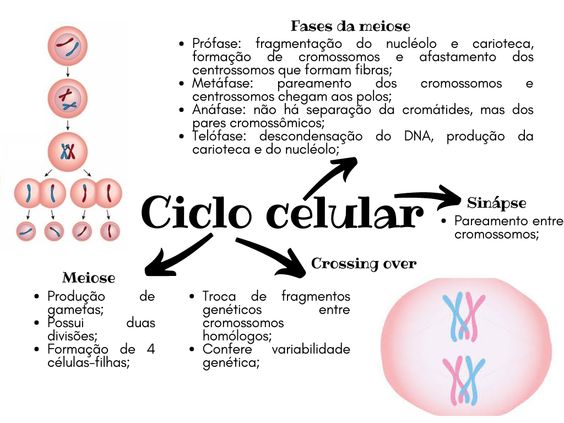 Fases da meiose
• Prófase: fragmentação do nucléolo e carioteca,
formação de cromossomos e afastamento dos
centrossomos que formam fibras;
• Metáfase: pareamento dos cromossomos e
centrossomos chegam aos polos;
• Anáfase: não há separação da cromátides, mas dos
pares cromossômicos;
• Telófase: descondensação do DNA, produção da
carioteca e do nucléolo;
Ciclo celular
Sinápse
• Pareamento entre
cromossomos;
Crossing over
• Troca de fragmentos
genéticos entre
cromossomos
homólogos;
• Confere variabilidade
genética;
Meiose
• Produção de
gametas;
• Possui duas
divisões;
• Formação de 4
células-filhas;